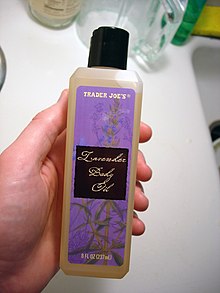 TRADER JOE'S®
Lavender
Body
Oil
8 FL OZ (237mL)